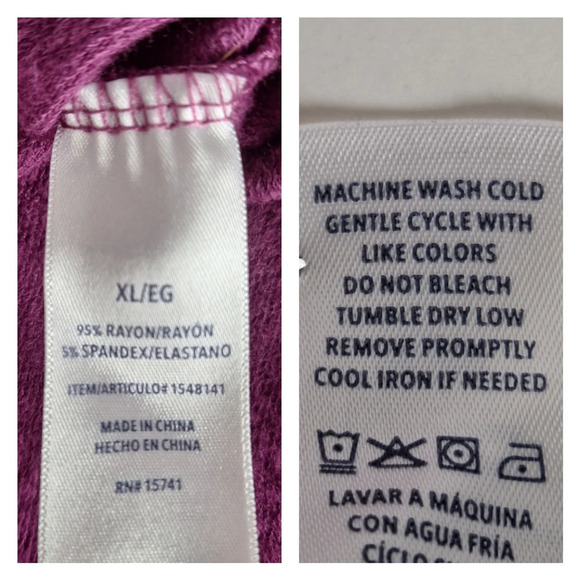 XL/EG
95% RAYON/RAYÓN
5% SPANDEX/ELASTANO
ITEM/ARTICULO# 1548141
MADE IN CHINA
HECHO EN CHINA
RN# 15741
MACHINE WASH COLD
GENTLE CYCLE WITH
LIKE COLORS
DO NOT BLEACH
TUMBLE DRY LOW
REMOVE PROMPTLY
COOL IRON IF NEEDED
LAVAR A MÁQUINA
CON AGUA FRÍA
CÍCLO